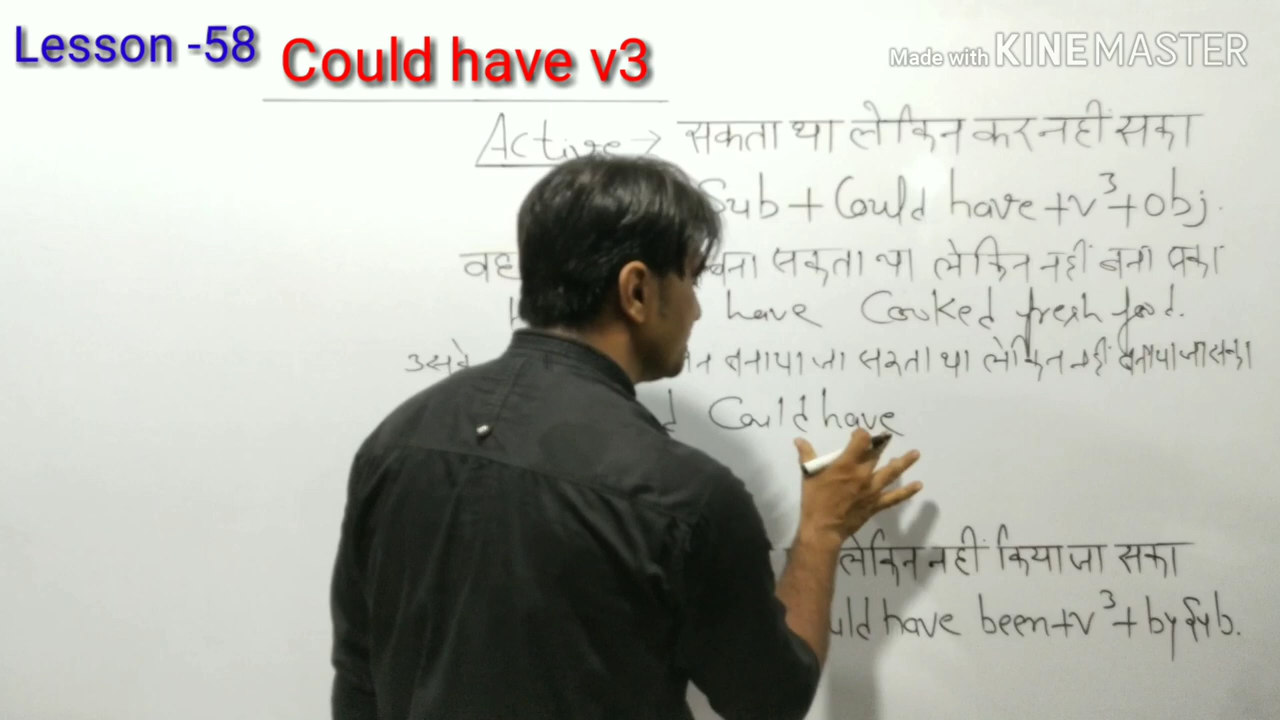 Lesson -58
Could have v3
Made with KINEMASTER
Active → सकता था लेकिन कर नहीं सका
Sub + Could have + v3 + obj.
वह बना सकता था लेकिन नहीं बना सका
have Cooked fresh food.
उसके बनाया जा सकता था लेकिन नहीं बनाया जा सका
Could have
लेकिन नहीं किया जा सका
have been + v3 + by Sub.